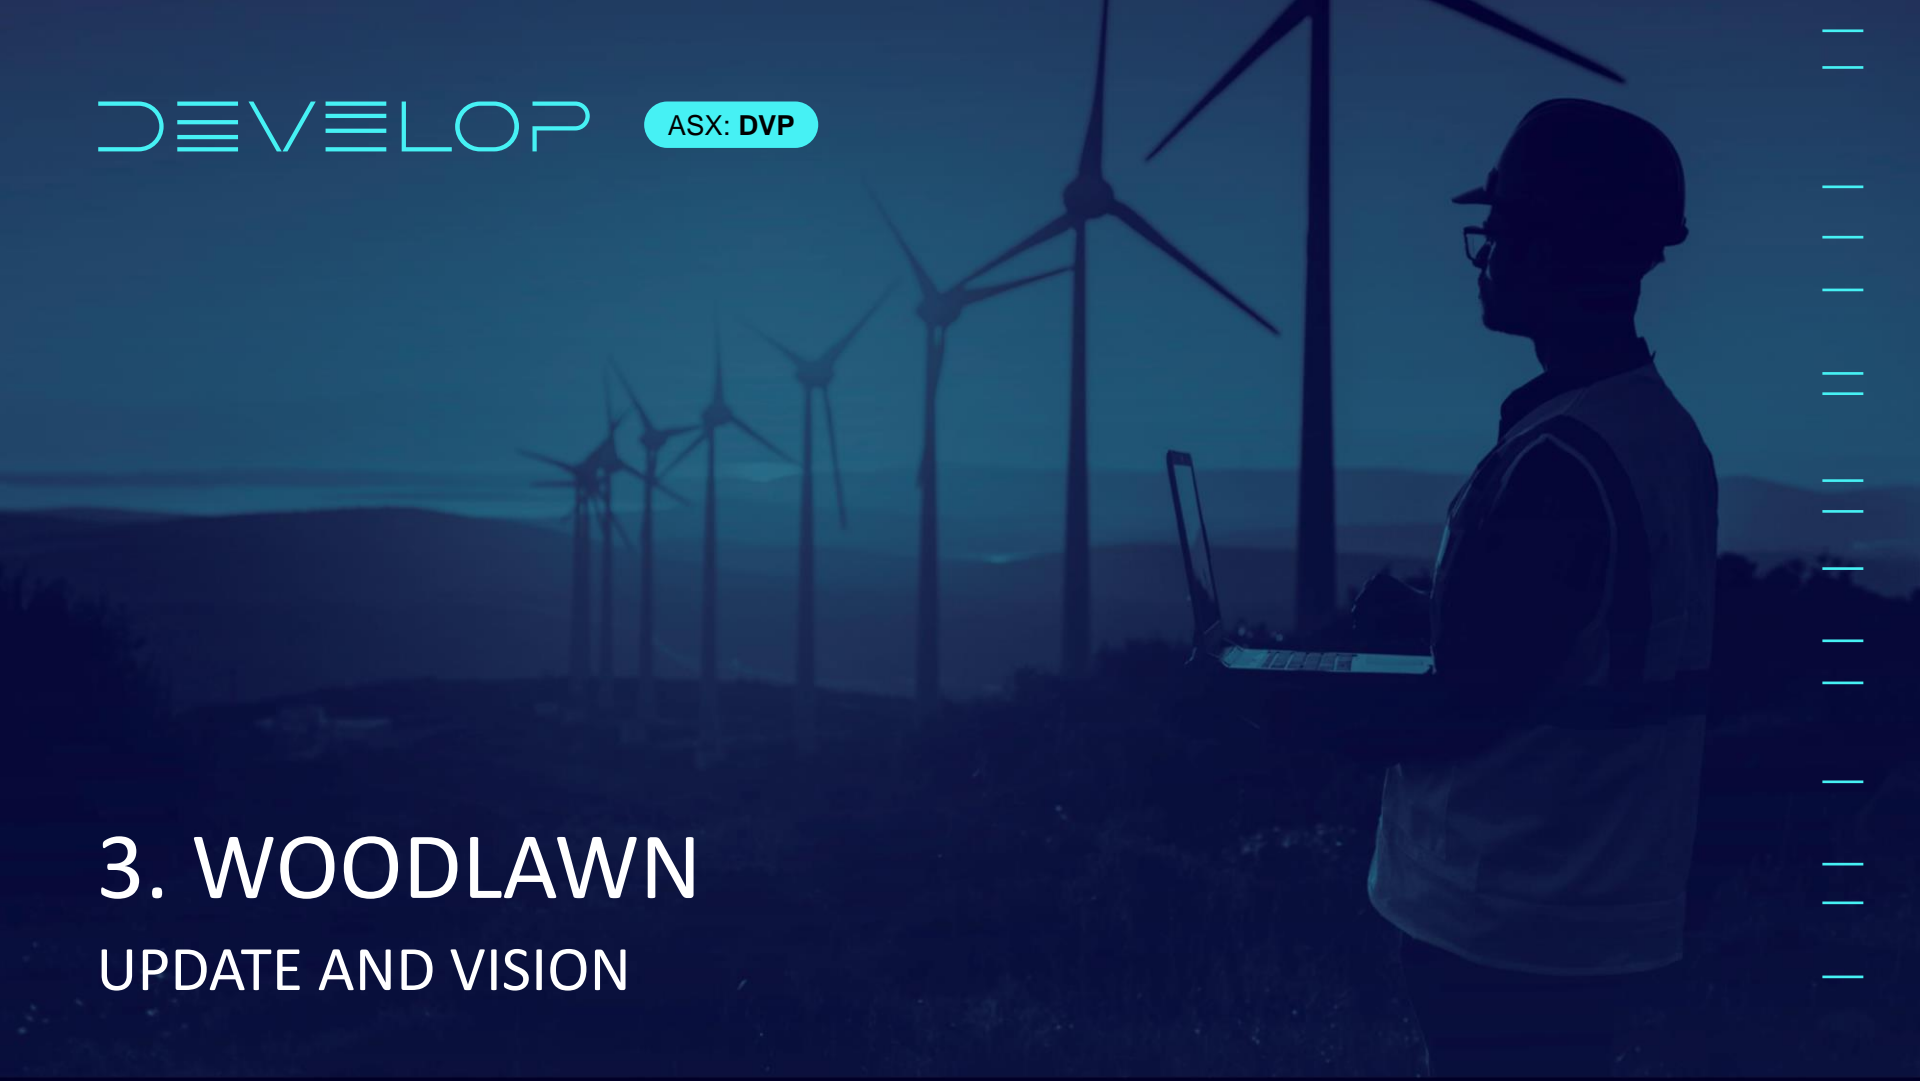 DEVELOP
ASX: DVP
3. WOODLAWN
UPDATE AND VISION